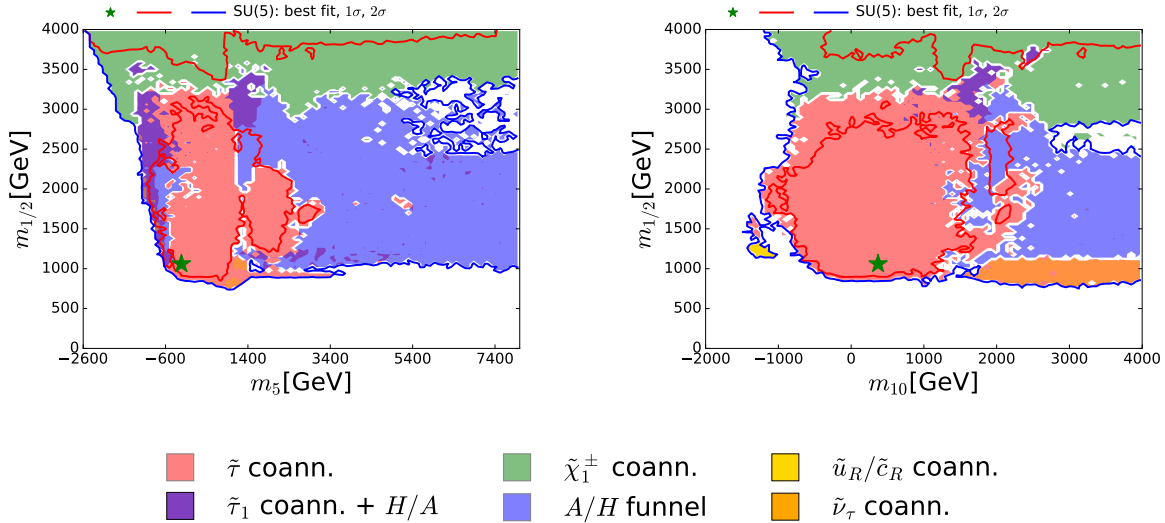 SU(5): best fit, 1σ, 2σ
4000
3500
3000
2500
2000
1500
1000
500
0
m₁/₂[GeV]
−2600 −600 1400 3400 5400 7400
m₅[GeV]
SU(5): best fit, 1σ, 2σ
4000
3500
3000
2500
2000
1500
1000
500
0
m₁/₂[GeV]
−2000 −1000 0 1000 2000 3000 4000
m₁₀[GeV]
τ̃ coann. χ̃₁^± coann. ũ_R/c̃_R coann.
τ̃₁ coann. + H/A A/H funnel ν̃_τ coann.